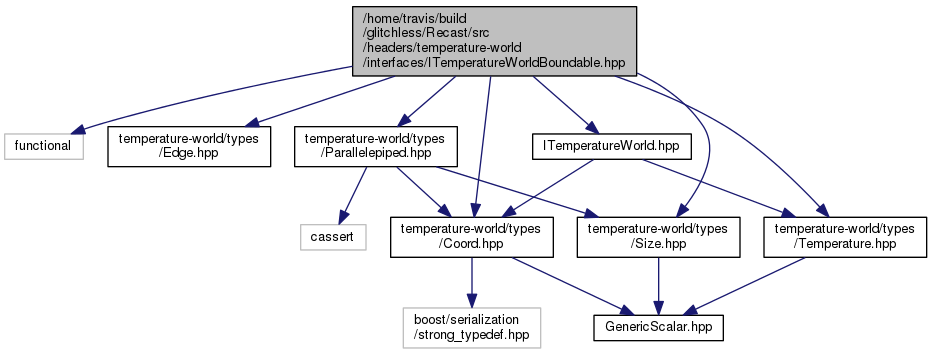 /home/travis/build
/glitchless/Recast/src
/headers/temperature-world
/interfaces/ITemperatureWorldBoundable.hpp
functional
temperature-world/types
/Edge.hpp
temperature-world/types
/Parallelepiped.hpp
ITemperatureWorld.hpp
cassert
temperature-world/types
/Coord.hpp
temperature-world/types
/Size.hpp
temperature-world/types
/Temperature.hpp
boost/serialization
/strong_typedef.hpp
GenericScalar.hpp